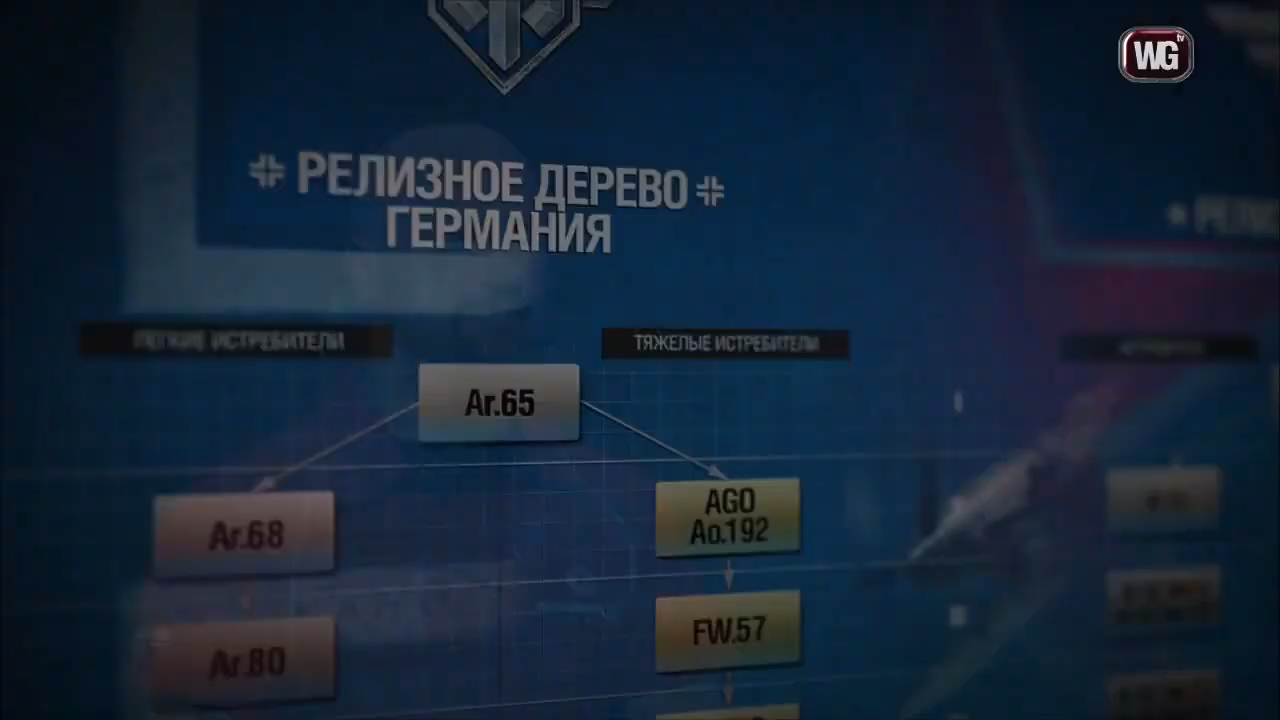 WG tv
РЕЛИЗНОЕ ДЕРЕВО
ГЕРМАНИЯ
ЛЕГКИЕ ИСТРЕБИТЕЛИ
ТЯЖЕЛЫЕ ИСТРЕБИТЕЛИ
Ar.65
Ar.68
AGO
Ao.192
Ar.80
FW.57